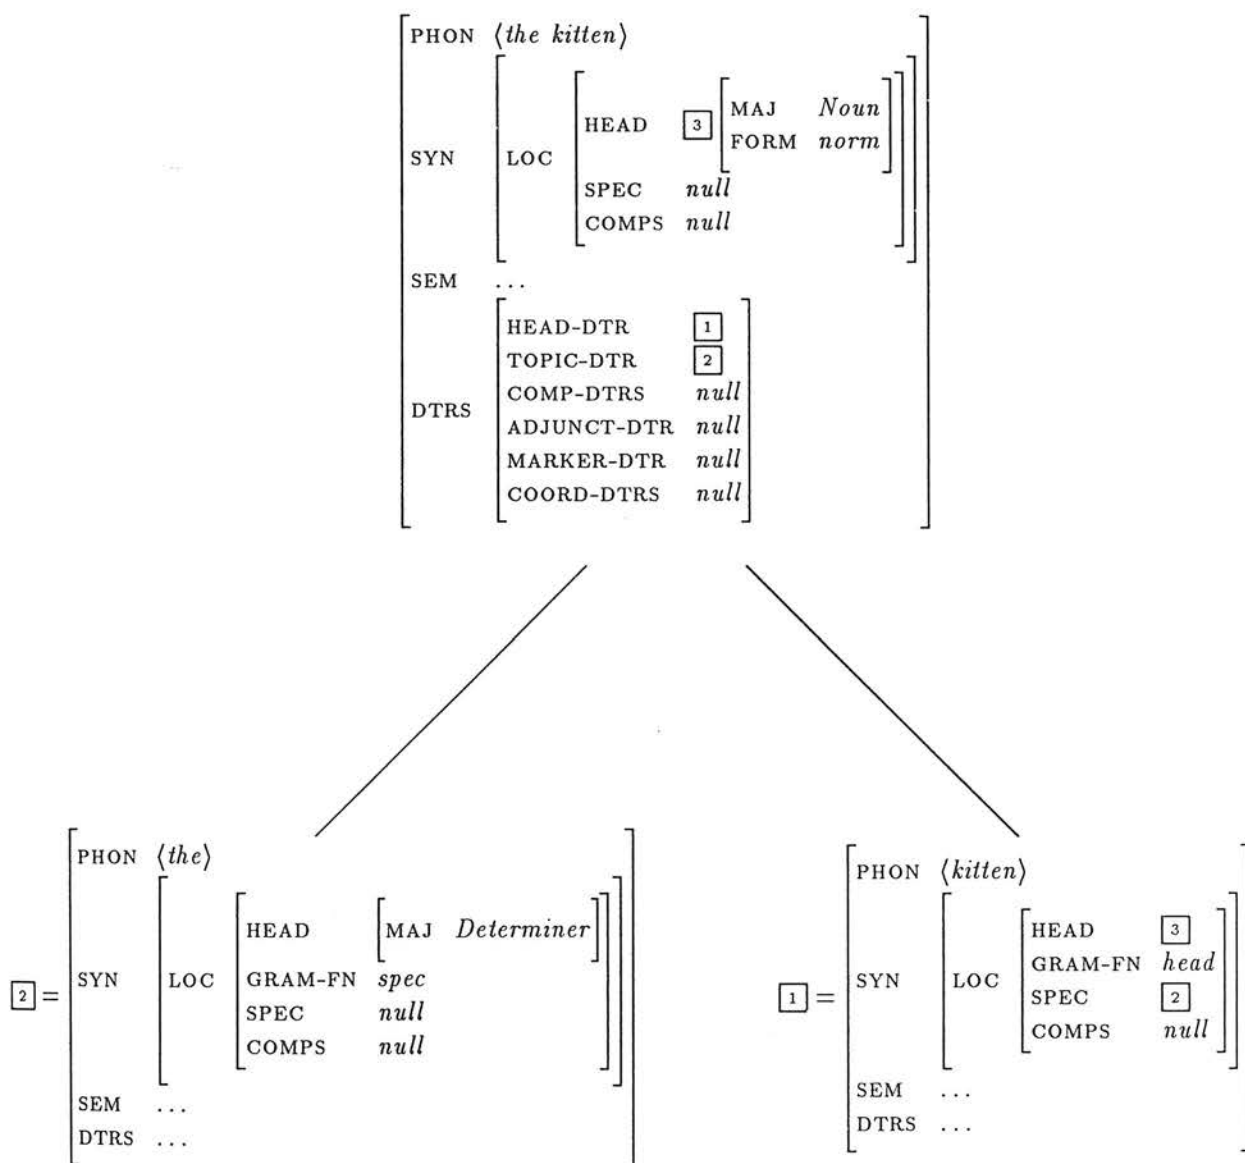 PHON ⟨the kitten⟩
HEAD 3 MAJ Noun
FORM norm
SYN LOC
SPEC null
COMPS null
SEM ...
HEAD-DTR 1
TOPIC-DTR 2
COMP-DTRS null
DTRS
ADJUNCT-DTR null
MARKER-DTR null
COORD-DTRS null
2 =
PHON ⟨the⟩
HEAD MAJ Determiner
SYN LOC GRAM-FN spec
SPEC null
COMPS null
SEM ...
DTRS ...
1 =
PHON ⟨kitten⟩
HEAD 3
GRAM-FN head
SYN LOC
SPEC 2
COMPS null
SEM ...
DTRS ...